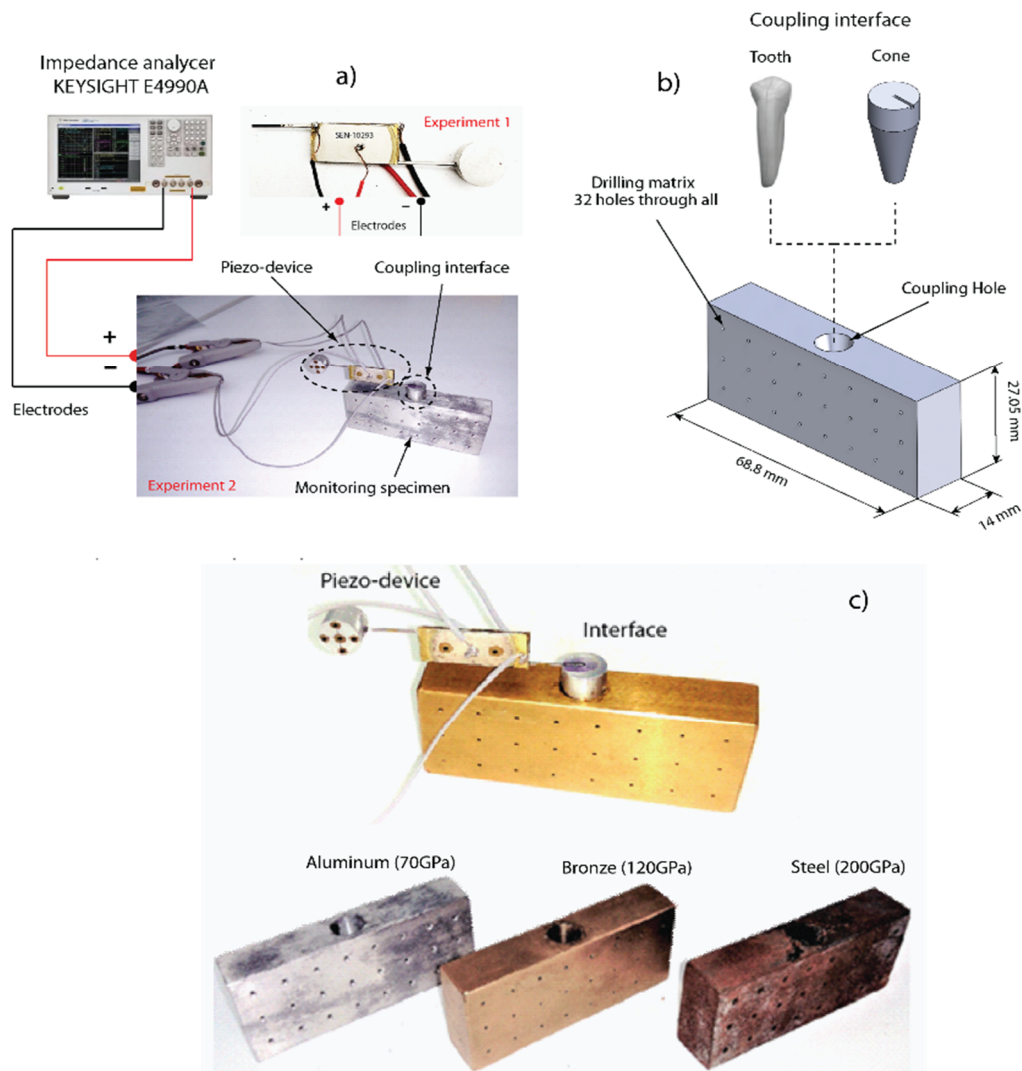 Impedance analycer
KEYSIGHT E4990A
a)
Experiment 1
SEN-10293
+
−
Electrodes
Piezo-device
Coupling interface
+
−
Electrodes
Experiment 2
Monitoring specimen
Coupling interface
b)
Tooth
Cone
Drilling matrix
32 holes through all
Coupling Hole
27.05 mm
68.8 mm
14 mm
Piezo-device
c)
Interface
Aluminum (70GPa)
Bronze (120GPa)
Steel (200GPa)